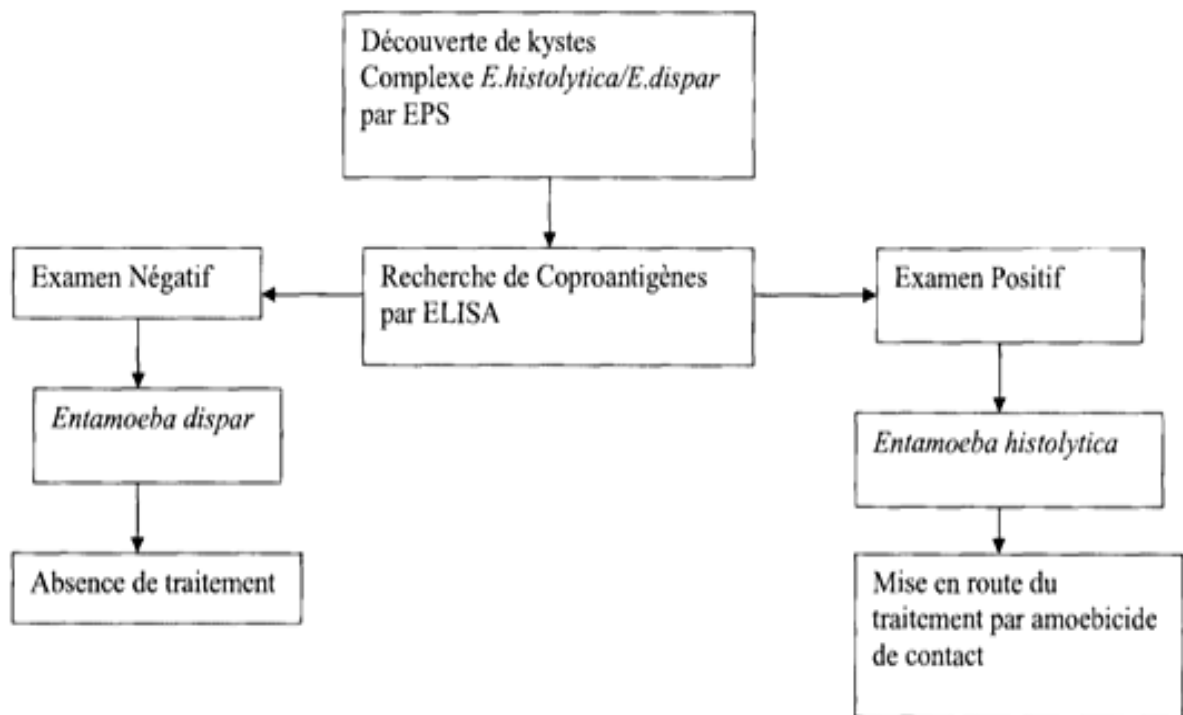 Découverte de kystes
Complexe E.histolytica/E.dispar
par EPS
Examen Négatif
Recherche de Coproantigènes
par ELISA
Examen Positif
Entamoeba dispar
Entamoeba histolytica
Absence de traitement
Mise en route du
traitement par amoebicide
de contact